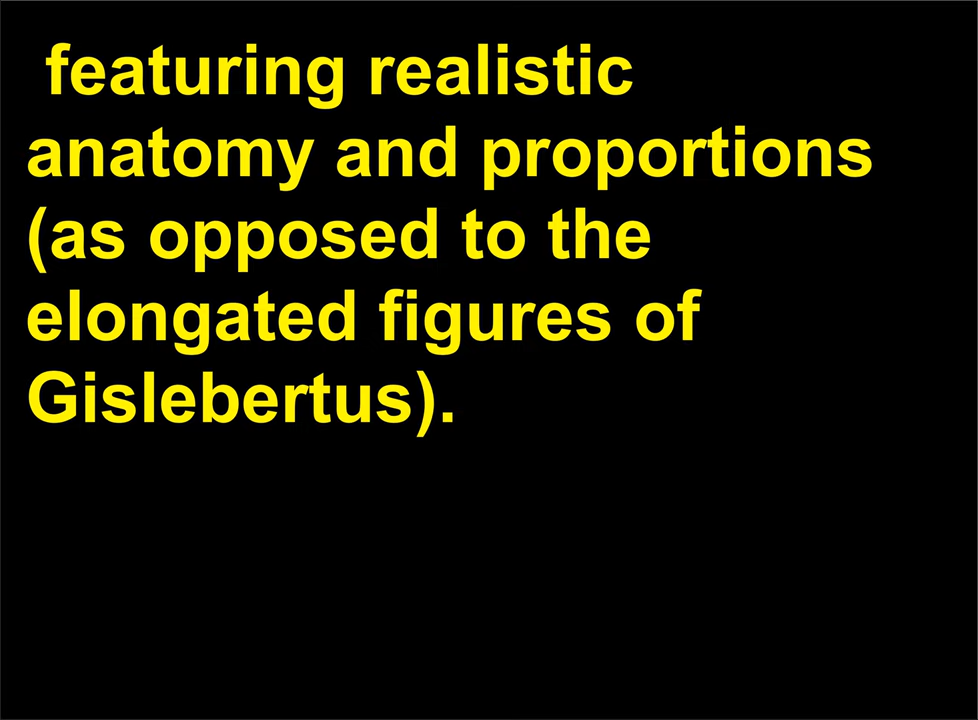 featuring realistic
anatomy and proportions
(as opposed to the
elongated figures of
Gislebertus).